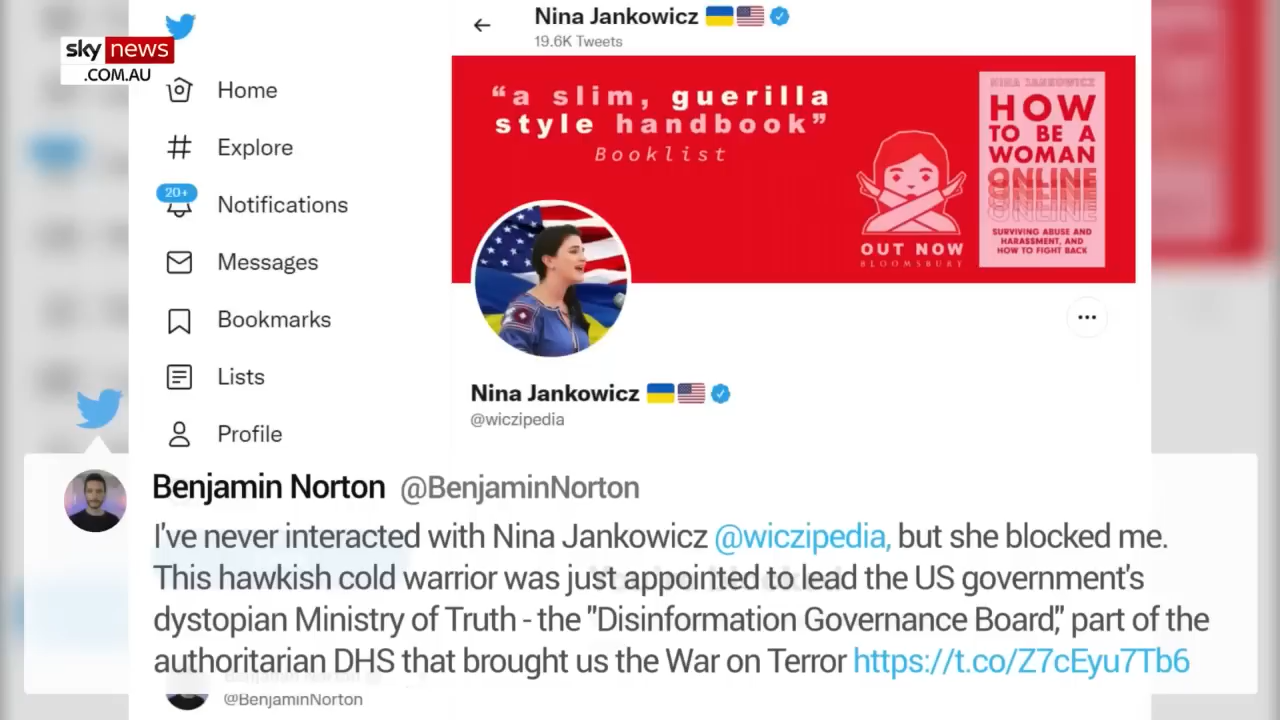 sky news
.COM.AU
Nina Jankowicz
19.6K Tweets
Home
Explore
20+
Notifications
Messages
Bookmarks
Lists
Profile
“a slim, guerilla
style handbook”
Booklist
OUT NOW
BLOOMSBURY
NINA JANKOWICZ
HOW
TO BE A
WOMAN
ONLINE
ONLINE
ONLINE
SURVIVING ABUSE AND
HARASSMENT, AND
HOW TO FIGHT BACK
Nina Jankowicz
@wiczipedia
Benjamin Norton @BenjaminNorton
I've never interacted with Nina Jankowicz @wiczipedia, but she blocked me.
This hawkish cold warrior was just appointed to lead the US government's
dystopian Ministry of Truth - the "Disinformation Governance Board," part of the
authoritarian DHS that brought us the War on Terror https://t.co/Z7cEyu7Tb6
@BenjaminNorton